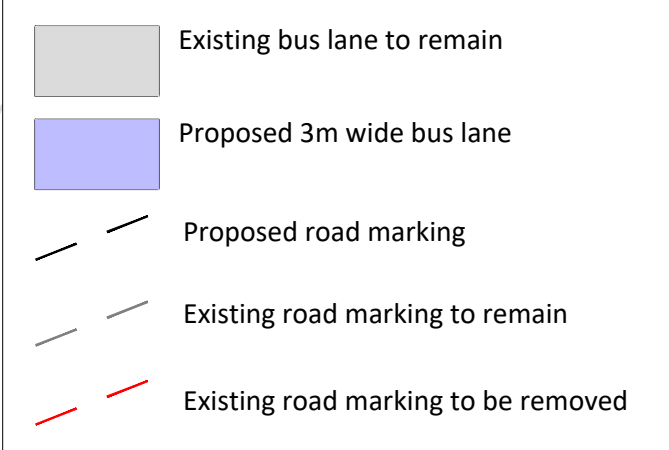 Existing bus lane to remain
Proposed 3m wide bus lane
Proposed road marking
Existing road marking to remain
Existing road marking to be removed